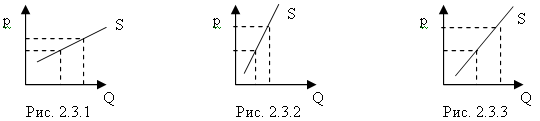 p S Q
Рис. 2.3.1
p S Q
Рис. 2.3.2
p S Q
Рис. 2.3.3